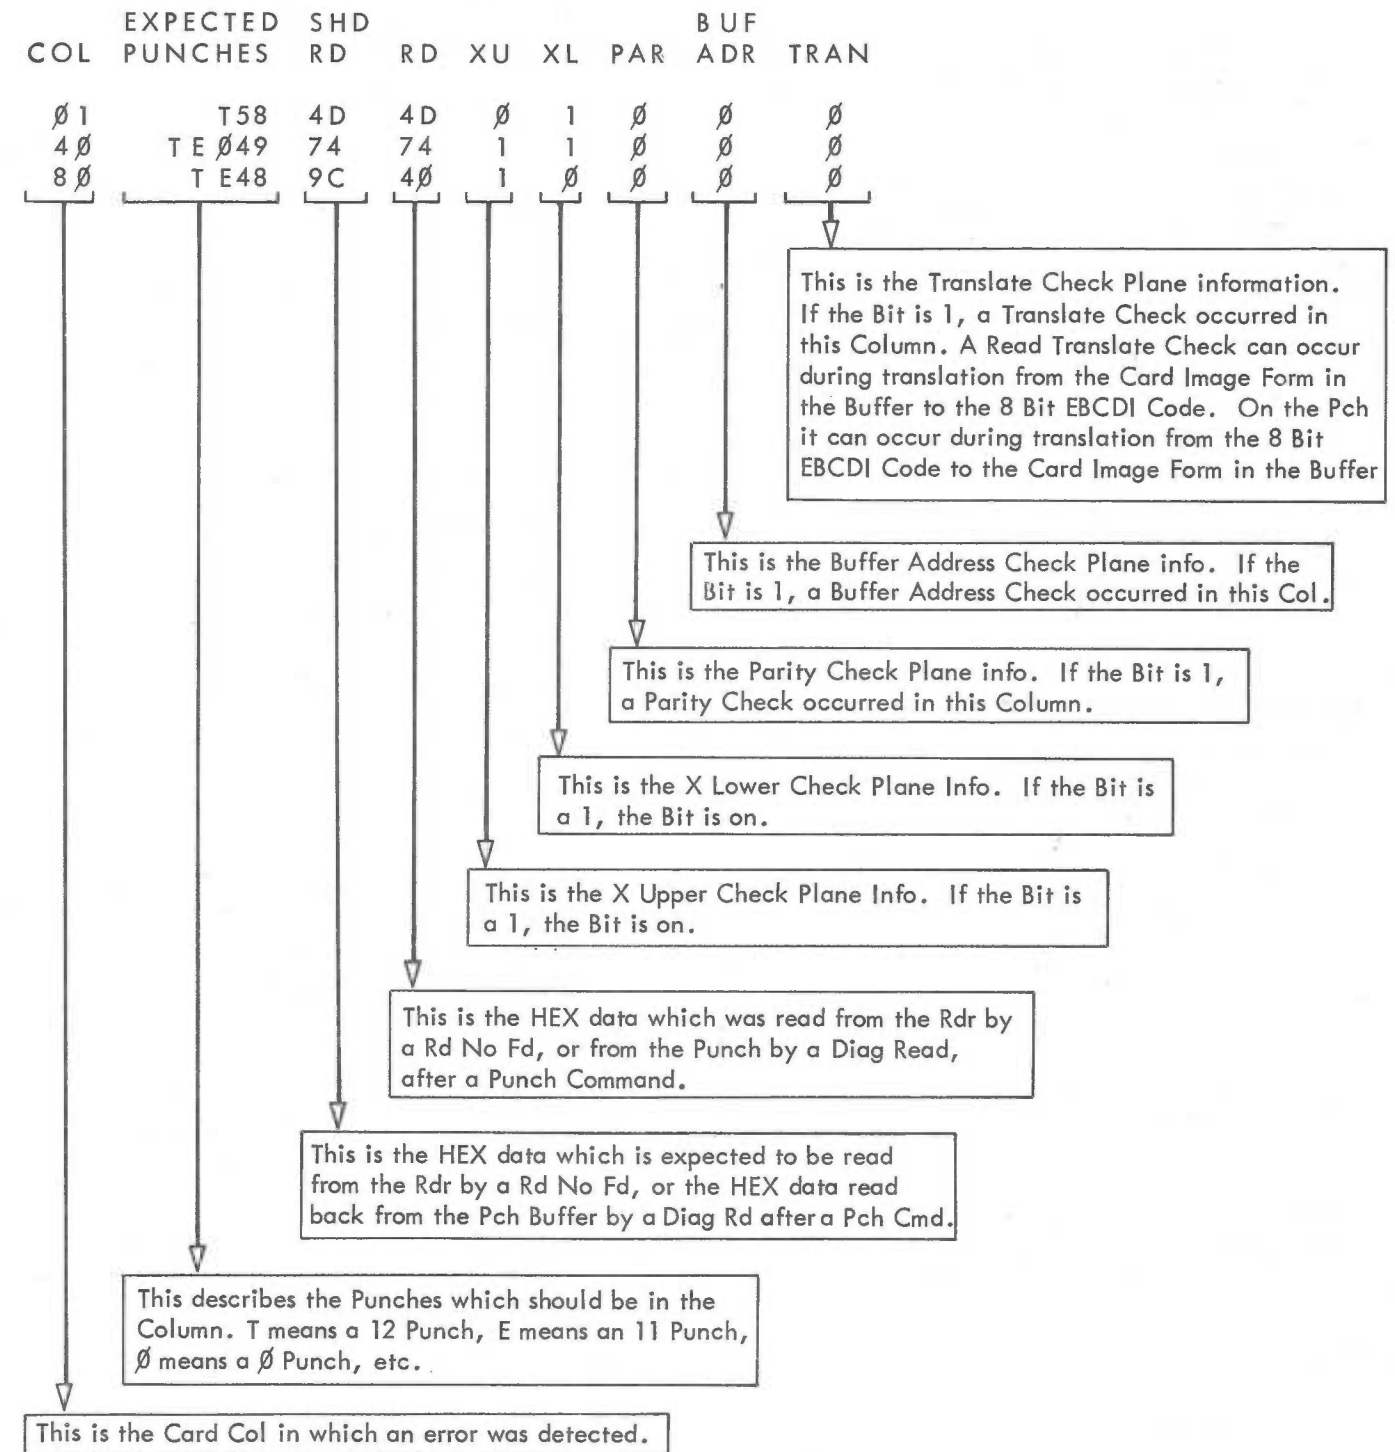 EXPECTED SHD BUF
COL PUNCHES RD RD XU XL PAR ADR TRAN
Ø1 T58 4D 4D Ø 1 Ø Ø Ø
4Ø T E Ø49 74 74 1 1 Ø Ø Ø
8Ø T E48 9C 4Ø 1 Ø Ø Ø Ø
This is the Translate Check Plane information.
If the Bit is 1, a Translate Check occurred in
this Column. A Read Translate Check can occur
during translation from the Card Image Form in
the Buffer to the 8 Bit EBCDI Code. On the Pch
it can occur during translation from the 8 Bit
EBCDI Code to the Card Image Form in the Buffer
This is the Buffer Address Check Plane info. If the
Bit is 1, a Buffer Address Check occurred in this Col.
This is the Parity Check Plane info. If the Bit is 1,
a Parity Check occurred in this Column.
This is the X Lower Check Plane Info. If the Bit is
a 1, the Bit is on.
This is the X Upper Check Plane Info. If the Bit is
a 1, the Bit is on.
This is the HEX data which was read from the Rdr by
a Rd No Fd, or from the Punch by a Diag Read,
after a Punch Command.
This is the HEX data which is expected to be read
from the Rdr by a Rd No Fd, or the HEX data read
back from the Pch Buffer by a Diag Rd after a Pch Cmd.
This describes the Punches which should be in the
Column. T means a 12 Punch, E means an 11 Punch,
Ø means a Ø Punch, etc.
This is the Card Col in which an error was detected.